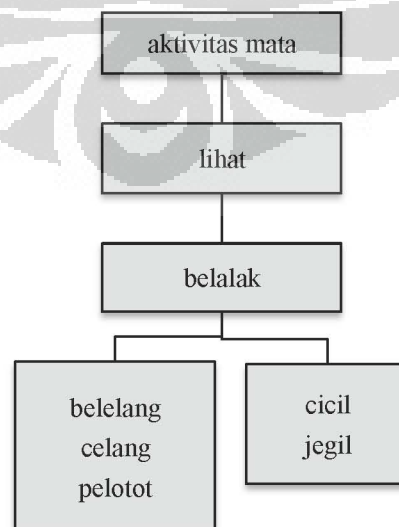 aktivitas mata
lihat
belalak
belelang
celang
pelotot
cicil
jegil